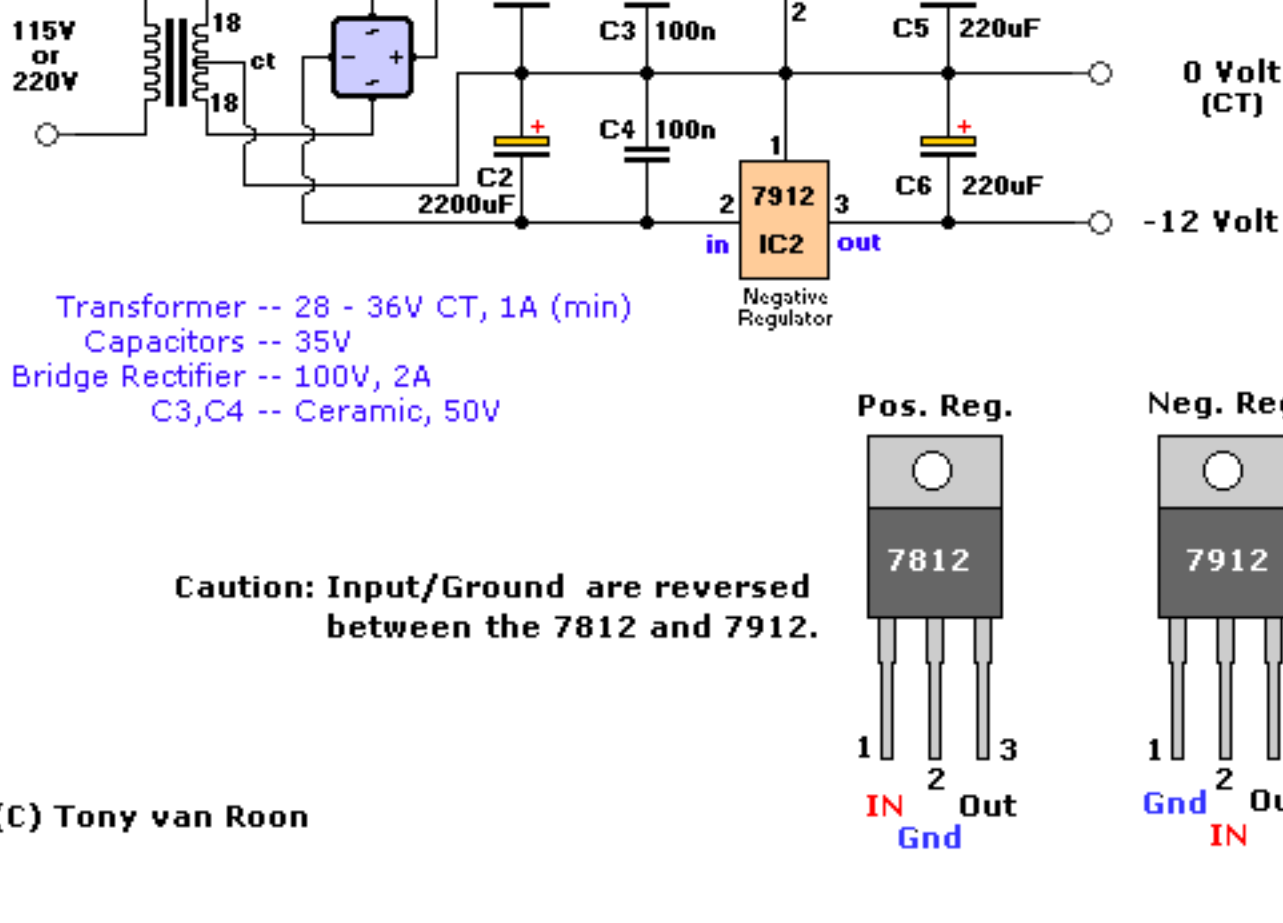 115V
or
220V
18
ct
18
- +
2
C3 100n
C5 220uF
0 Volt
(CT)
+
C2
2200uF
C4 100n
1
2 7912 3
in IC2 out
Negative
Regulator
+
C6 220uF
-12 Volt
Transformer -- 28 - 36V CT, 1A (min)
Capacitors -- 35V
Bridge Rectifier -- 100V, 2A
C3,C4 -- Ceramic, 50V
Caution: Input/Ground are reversed
between the 7812 and 7912.
Pos. Reg.
7812
1 2 3
IN Gnd Out
Neg.
7912
1 2
Gnd IN
(C) Tony van Roon